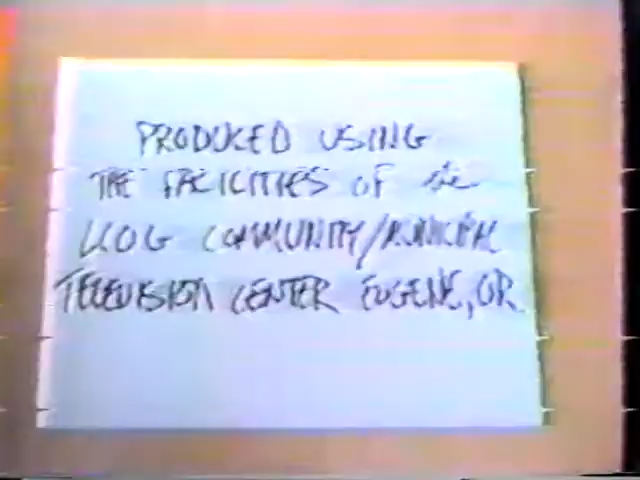 PRODUCED USING
THE FACILITIES OF the
LCOG COMMUNITY/MUNICIPAL
TELEVISION CENTER EUGENE, OR